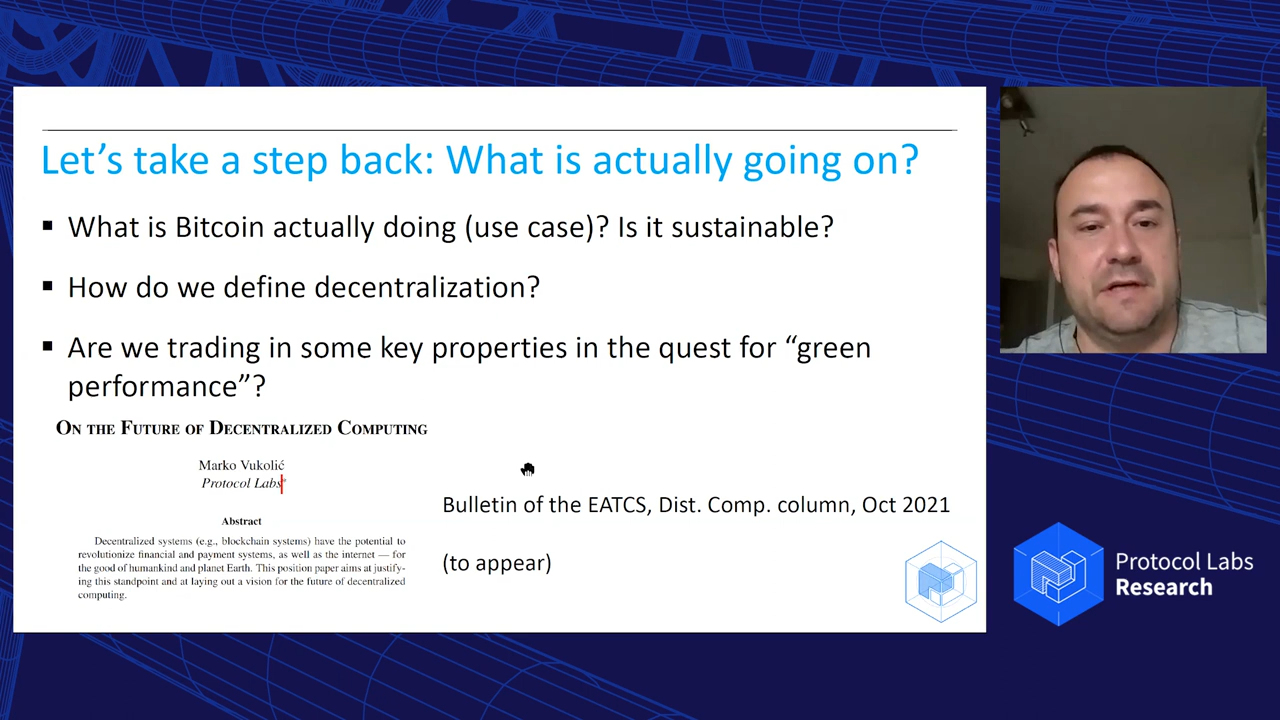 Let’s take a step back: What is actually going on?
▪ What is Bitcoin actually doing (use case)? Is it sustainable?
▪ How do we define decentralization?
▪ Are we trading in some key properties in the quest for “green
performance”?
ON THE FUTURE OF DECENTRALIZED COMPUTING
Marko Vukolić
Protocol Labs
Abstract
Decentralized systems (e.g., blockchain systems) have the potential to
revolutionize financial and payment systems, as well as the internet — for
the good of humankind and planet Earth. This position paper aims at justify-
ing this standpoint and at laying out a vision for the future of decentralized
computing.
Bulletin of the EATCS, Dist. Comp. column, Oct 2021
(to appear)
Protocol Labs
Research